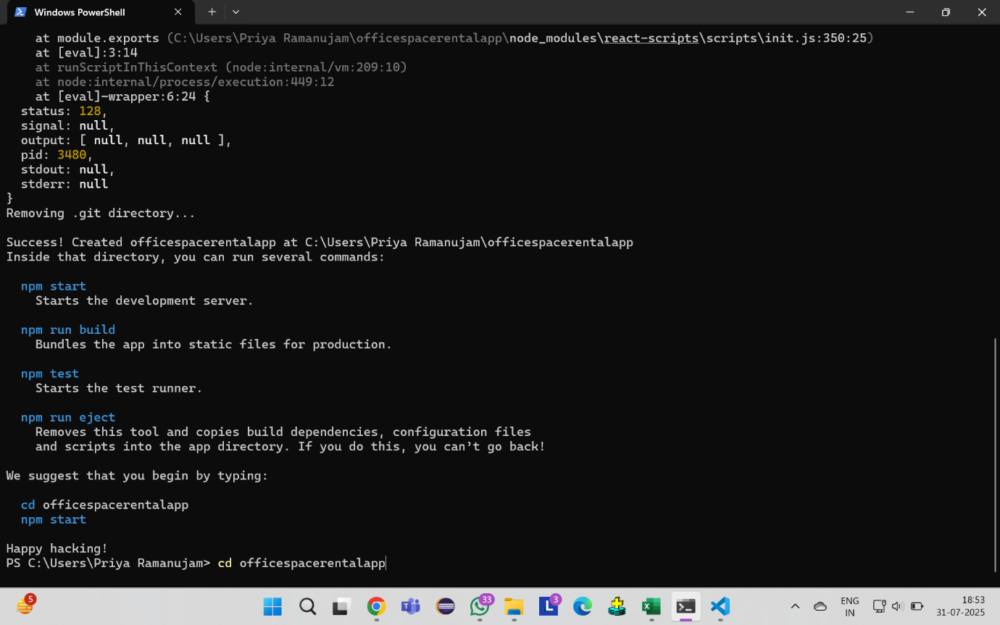 Windows PowerShell
at module.exports (C:\Users\Priya Ramanujam\officespacerentalapp\node_modules\react-scripts\scripts\init.js:350:25)
at [eval]:3:14
at runScriptInThisContext (node:internal/vm:209:10)
at node:internal/process/execution:449:12
at [eval]-wrapper:6:24 {
status: 128,
signal: null,
output: [ null, null, null ],
pid: 3480,
stdout: null,
stderr: null
}
Removing .git directory...
Success! Created officespacerentalapp at C:\Users\Priya Ramanujam\officespacerentalapp
Inside that directory, you can run several commands:
npm start
Starts the development server.
npm run build
Bundles the app into static files for production.
npm test
Starts the test runner.
npm run eject
Removes this tool and copies build dependencies, configuration files
and scripts into the app directory. If you do this, you can’t go back!
We suggest that you begin by typing:
cd officespacerentalapp
npm start
Happy hacking!
PS C:\Users\Priya Ramanujam> cd officespacerentalapp
5
T
33
L
3
X
ENG
IN
18:53
31-07-2025